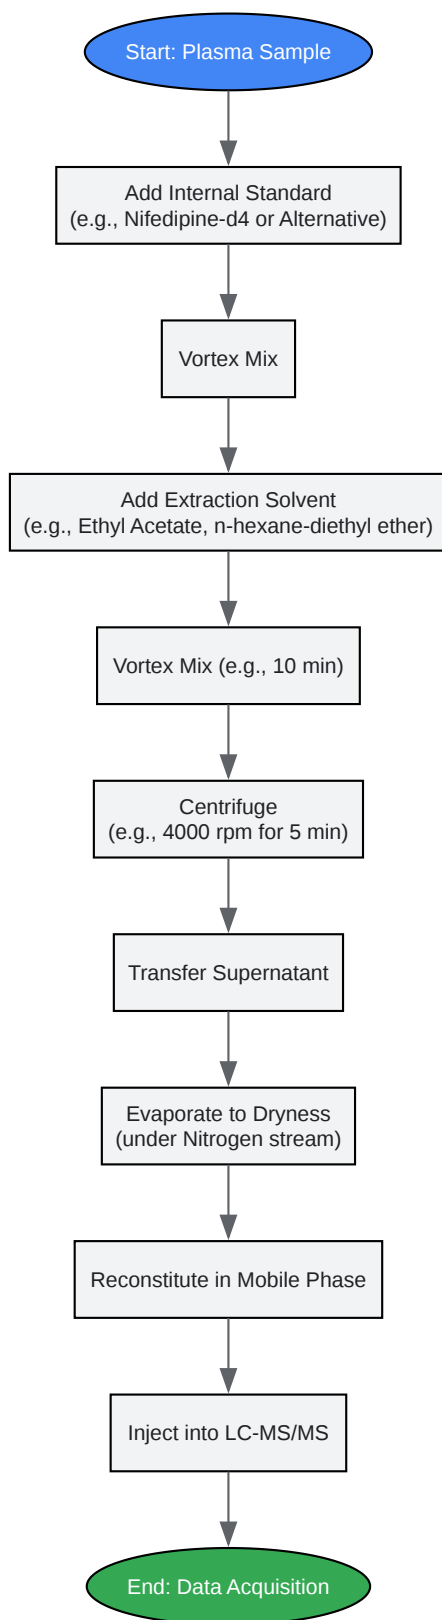 Start: Plasma Sample
Add Internal Standard
(e.g., Nifedipine-d4 or Alternative)
Vortex Mix
Add Extraction Solvent
(e.g., Ethyl Acetate, n-hexane-diethyl ether)
Vortex Mix (e.g., 10 min)
Centrifuge
(e.g., 4000 rpm for 5 min)
Transfer Supernatant
Evaporate to Dryness
(under Nitrogen stream)
Reconstitute in Mobile Phase
Inject into LC-MS/MS
End: Data Acquisition